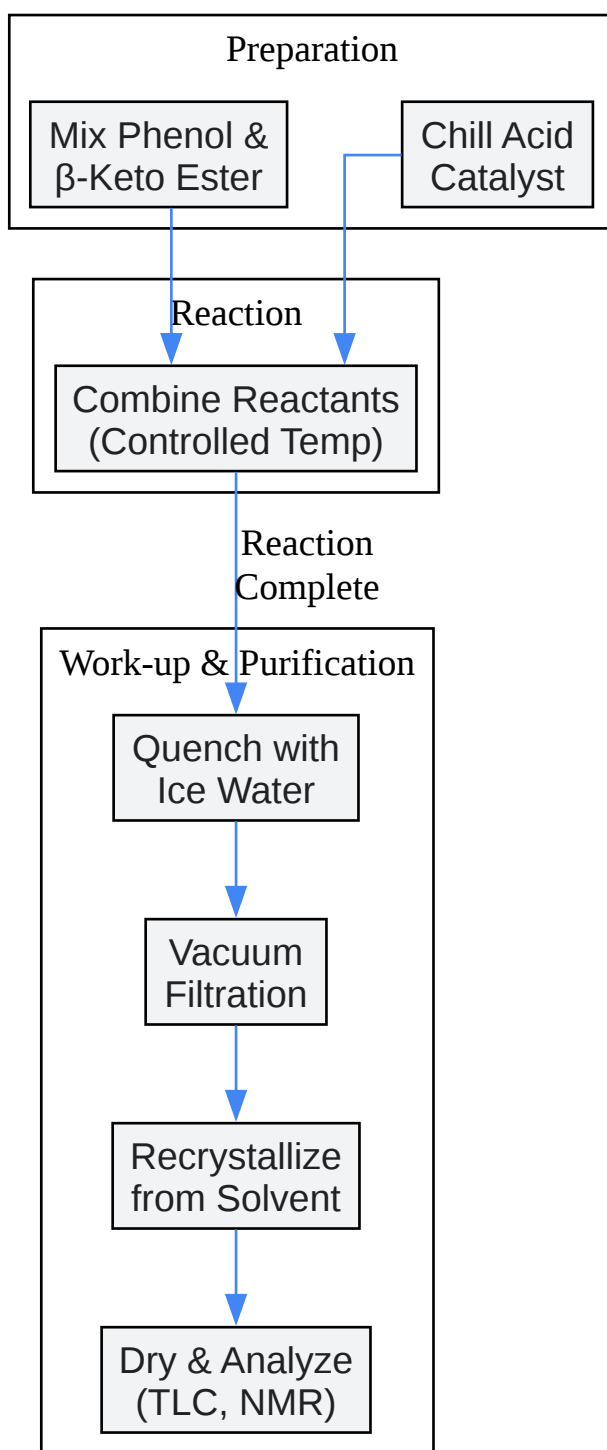 Preparation
Mix Phenol &
β-Keto Ester
Chill Acid
Catalyst
Reaction
Combine Reactants
(Controlled Temp)
Reaction
Complete
Work-up & Purification
Quench with
Ice Water
Vacuum
Filtration
Recrystallize
from Solvent
Dry & Analyze
(TLC, NMR)